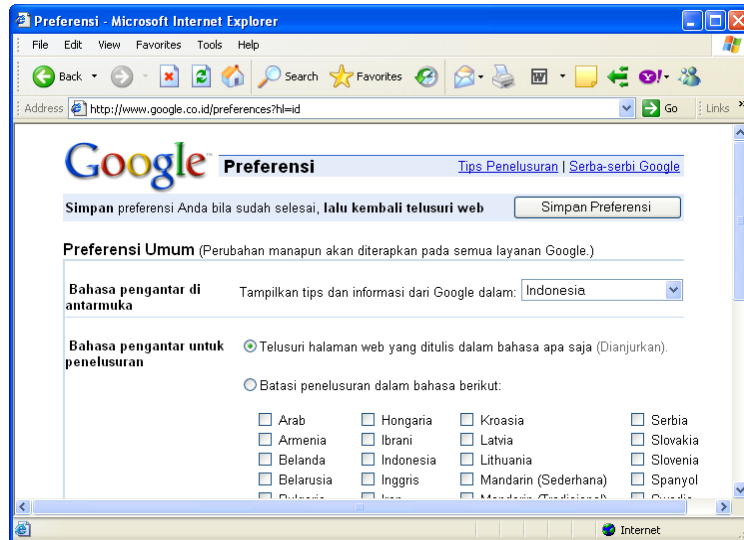 Preferensi - Microsoft Internet Explorer
File Edit View Favorites Tools Help
Back Search Favorites
Address http://www.google.co.id/preferences?hl=id Go Links
Google™ Preferensi Tips Penelusuran | Serba-serbi Google
Simpan preferensi Anda bila sudah selesai, lalu kembali telusuri web Simpan Preferensi
Preferensi Umum (Perubahan manapun akan diterapkan pada semua layanan Google.)
Bahasa pengantar di antarmuka Tampilkan tips dan informasi dari Google dalam: Indonesia
Bahasa pengantar untuk penelusuran Telusuri halaman web yang ditulis dalam bahasa apa saja (Dianjurkan).
Batasi penelusuran dalam bahasa berikut:
Arab Hongaria Kroasia Serbia
Armenia Ibrani Latvia Slovakia
Belanda Indonesia Lithuania Slovenia
Belarusia Inggris Mandarin (Sederhana) Spanyol
Internet